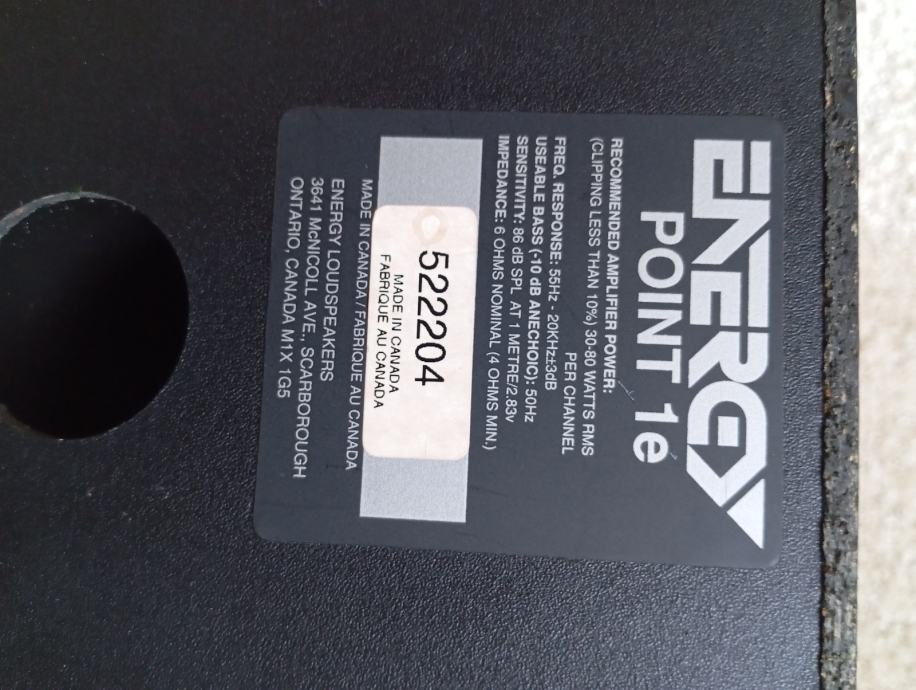 ENERGY
POINT 1e
RECOMMENDED AMPLIFIER POWER:
(CLIPPING LESS THAN 10%) 30-80 WATTS RMS
PER CHANNEL
FREQ. RESPONSE: 55Hz - 20KHz±3dB
USEABLE BASS (-10 dB ANECHOIC): 50Hz
SENSITIVITY: 86 dB SPL AT 1 METRE/2.83v
IMPEDANCE: 6 OHMS NOMINAL (4 OHMS MIN.)
522204
MADE IN CANADA
FABRIQUE AU CANADA
MADE IN CANADA / FABRIQUE AU CANADA
ENERGY LOUDSPEAKERS
3641 McNICOLL AVE., SCARBOROUGH
ONTARIO, CANADA M1X 1G5